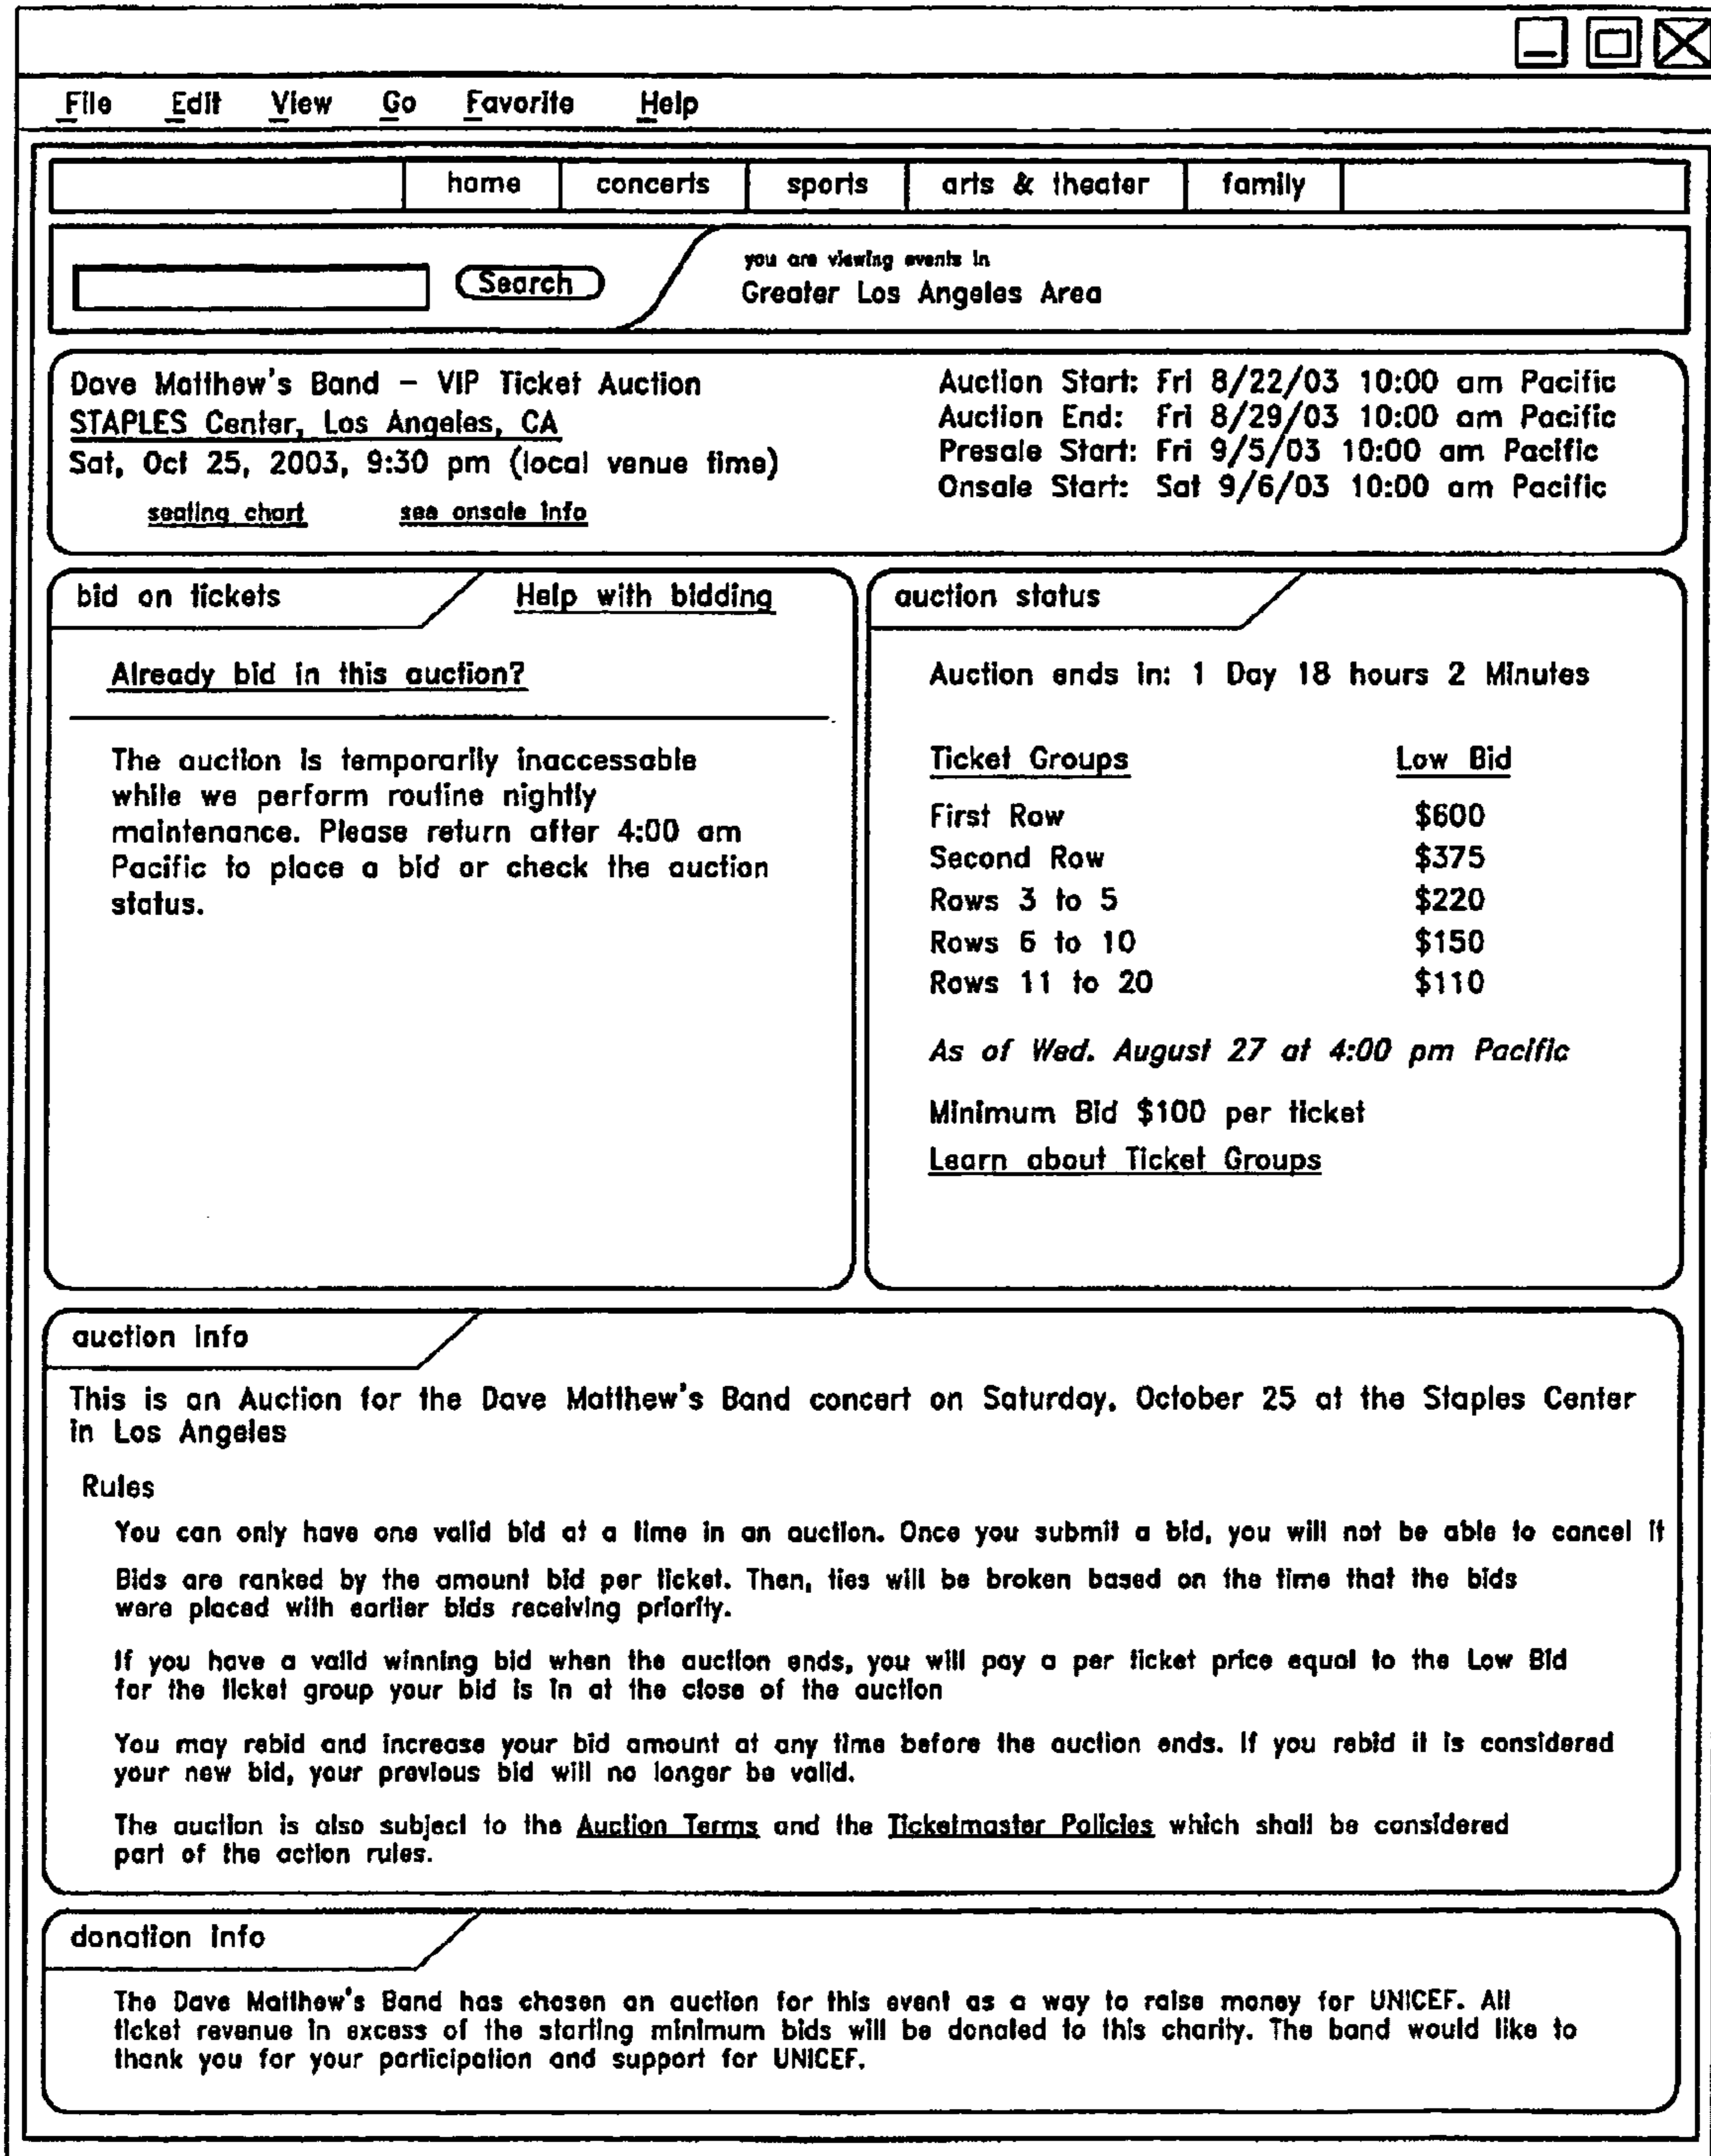 File Edit View Go Favorite Help
home concerts sports arts & theater family
Search
you are viewing events in
Greater Los Angeles Area
Dave Matthew's Band – VIP Ticket Auction
STAPLES Center, Los Angeles, CA
Sat, Oct 25, 2003, 9:30 pm (local venue time)
seating chart see onsale info
Auction Start: Fri 8/22/03 10:00 am Pacific
Auction End: Fri 8/29/03 10:00 am Pacific
Presale Start: Fri 9/5/03 10:00 am Pacific
Onsale Start: Sat 9/6/03 10:00 am Pacific
bid on tickets Help with bidding
Already bid in this auction?
The auction is temporarily inaccessable
while we perform routine nightly
maintenance. Please return after 4:00 am
Pacific to place a bid or check the auction
status.
auction status
Auction ends in: 1 Day 18 hours 2 Minutes
Ticket Groups Low Bid
First Row $600
Second Row $375
Rows 3 to 5 $220
Rows 6 to 10 $150
Rows 11 to 20 $110
As of Wed. August 27 at 4:00 pm Pacific
Minimum Bid $100 per ticket
Learn about Ticket Groups
auction info
This is an Auction for the Dave Matthew's Band concert on Saturday, October 25 at the Staples Center
in Los Angeles
Rules
You can only have one valid bid at a time in an auction. Once you submit a bid, you will not be able to cancel it
Bids are ranked by the amount bid per ticket. Then, ties will be broken based on the time that the bids
were placed with earlier bids receiving priority.
If you have a valid winning bid when the auction ends, you will pay a per ticket price equal to the Low Bid
for the ticket group your bid is in at the close of the auction
You may rebid and increase your bid amount at any time before the auction ends. If you rebid it is considered
your new bid, your previous bid will no longer be valid.
The auction is also subject to the Auction Terms and the Ticketmaster Policies which shall be considered
part of the action rules.
donation info
The Dave Matthew's Band has chosen an auction for this event as a way to raise money for UNICEF. All
ticket revenue in excess of the starting minimum bids will be donated to this charity. The band would like to
thank you for your participation and support for UNICEF.